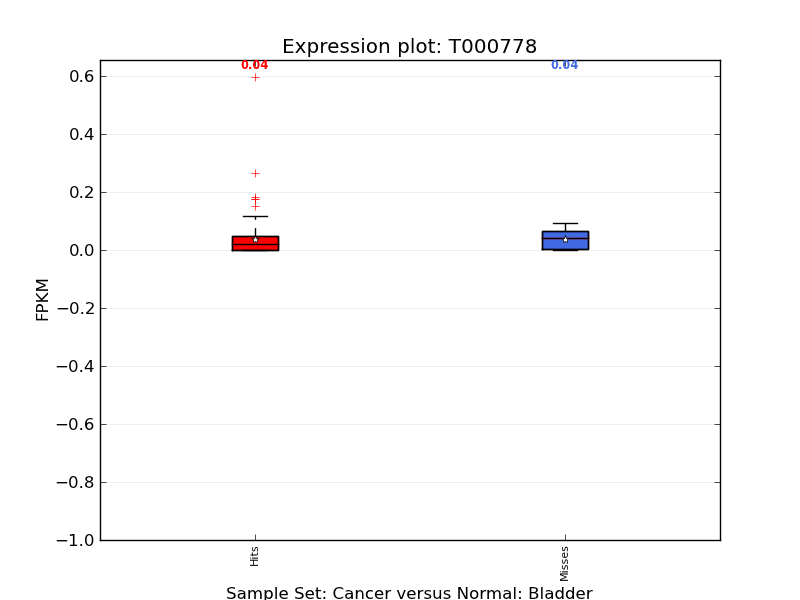 Expression plot: T000778
0.04
0.04
0.6
0.4
0.2
0.0
−0.2
−0.4
−0.6
−0.8
−1.0
FPKM
Hits
Misses
Sample Set: Cancer versus Normal: Bladder